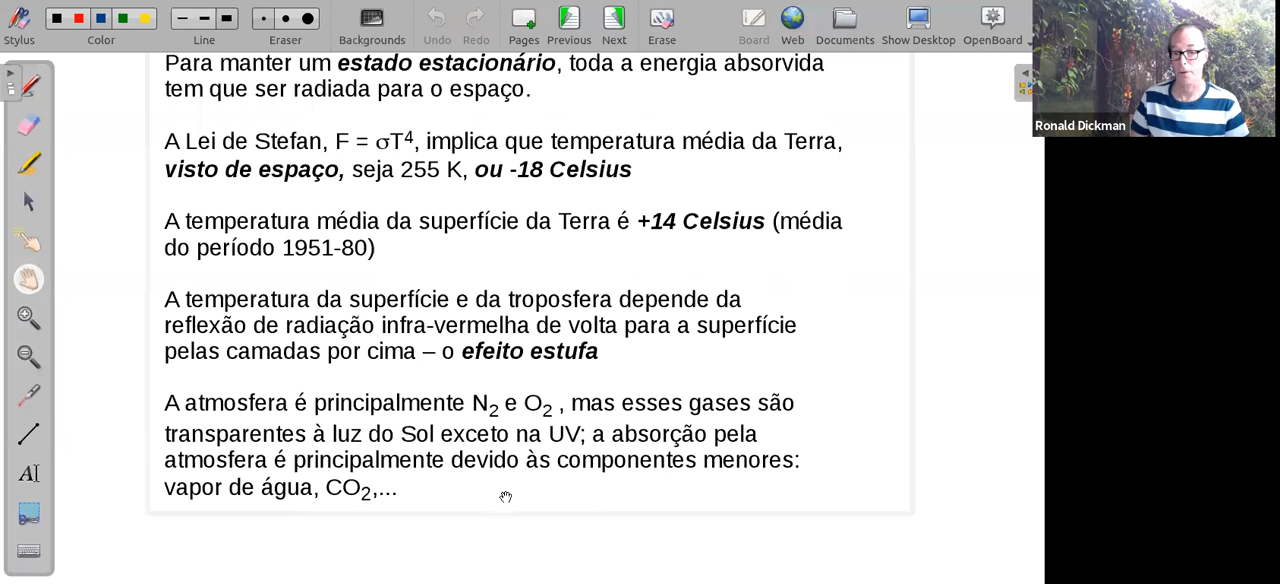 Stylus Color Line Eraser Backgrounds Undo Redo Pages Previous Next Erase Board Web Documents Show Desktop OpenBoard
Ronald Dickman
Para manter um estado estacionário, toda a energia absorvida
tem que ser radiada para o espaço.
A Lei de Stefan, F = σT⁴, implica que temperatura média da Terra,
visto de espaço, seja 255 K, ou -18 Celsius
A temperatura média da superfície da Terra é +14 Celsius (média
do período 1951-80)
A temperatura da superfície e da troposfera depende da
reflexão de radiação infra-vermelha de volta para a superfície
pelas camadas por cima – o efeito estufa
A atmosfera é principalmente N₂ e O₂ , mas esses gases são
transparentes à luz do Sol exceto na UV; a absorção pela
atmosfera é principalmente devido às componentes menores:
vapor de água, CO₂,...
AI